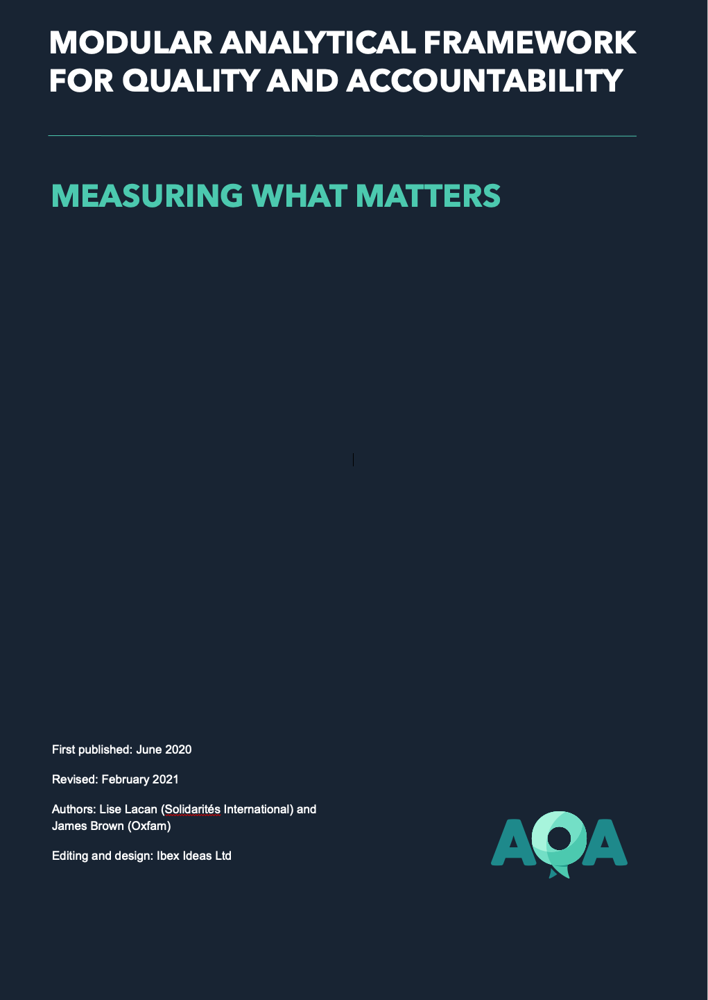 MODULAR ANALYTICAL FRAMEWORK
FOR QUALITY AND ACCOUNTABILITY
MEASURING WHAT MATTERS
First published: June 2020
Revised: February 2021
Authors: Lise Lacan (Solidarités International) and
James Brown (Oxfam)
Editing and design: Ibex Ideas Ltd
AQA